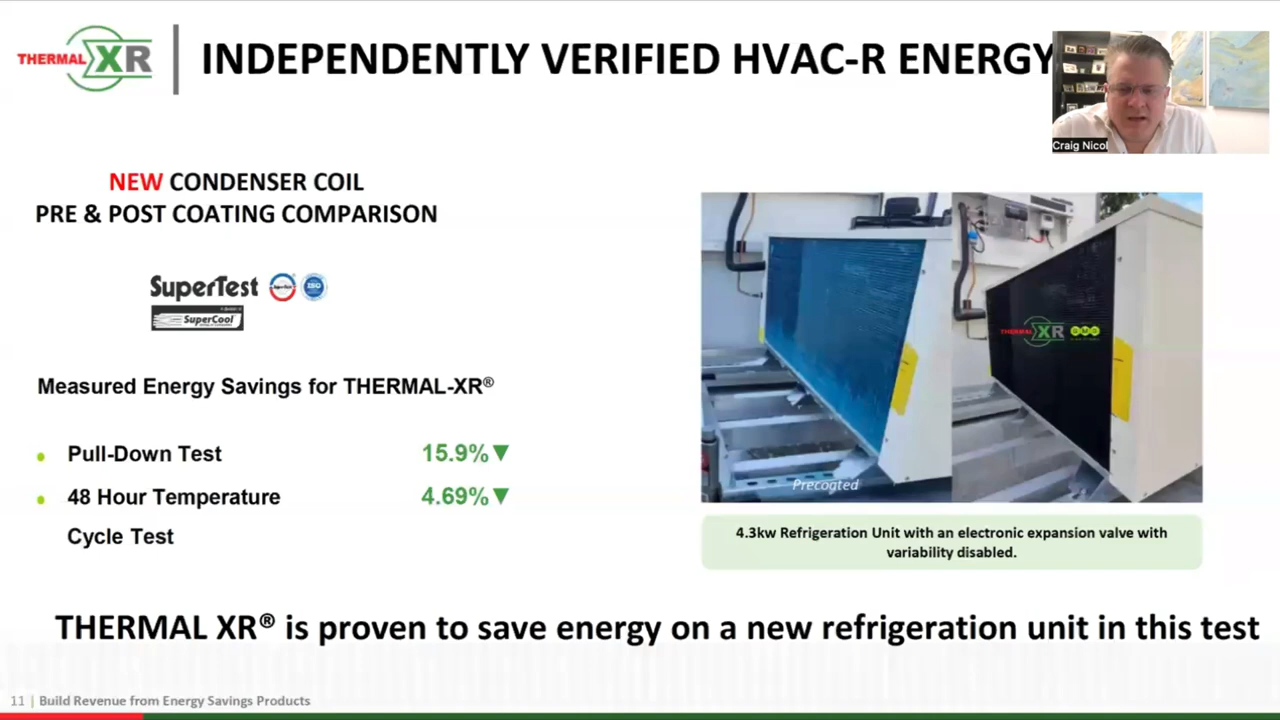 THERMAL XR
INDEPENDENTLY VERIFIED HVAC-R ENERGY
Craig Nicol
NEW CONDENSER COIL
PRE & POST COATING COMPARISON
SuperTest
ISO
SuperCool
Measured Energy Savings for THERMAL-XR®
• Pull-Down Test 15.9%▼
• 48 Hour Temperature 4.69%▼
Cycle Test
THERMAL XR
GMG
Precoated
4.3kw Refrigeration Unit with an electronic expansion valve with
variability disabled.
THERMAL XR® is proven to save energy on a new refrigeration unit in this test
11 | Build Revenue from Energy Savings Products